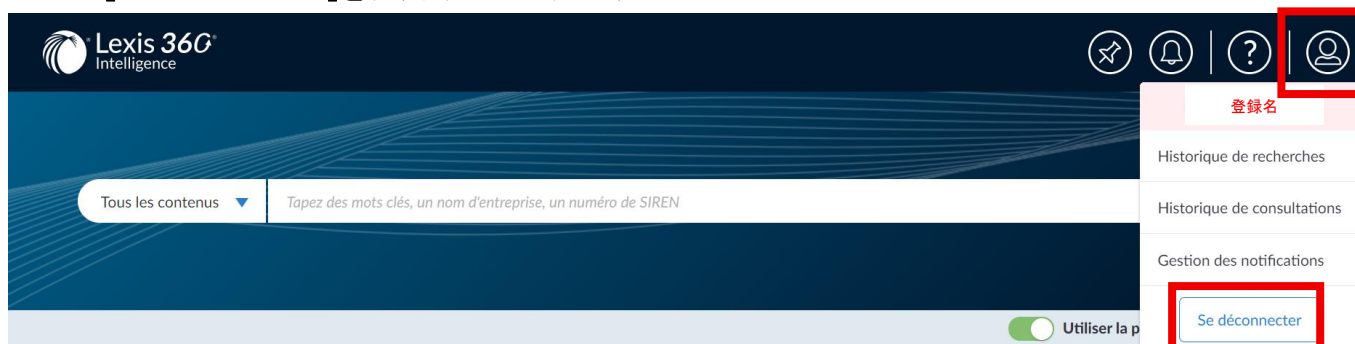 Lexis 360
Intelligence
?
登録名
Historique de recherches
Tous les contenus
Tapez des mots clés, un nom d'entreprise, un numéro de SIREN
Historique de consultations
Gestion des notifications
Utiliser la p
Se déconnecter